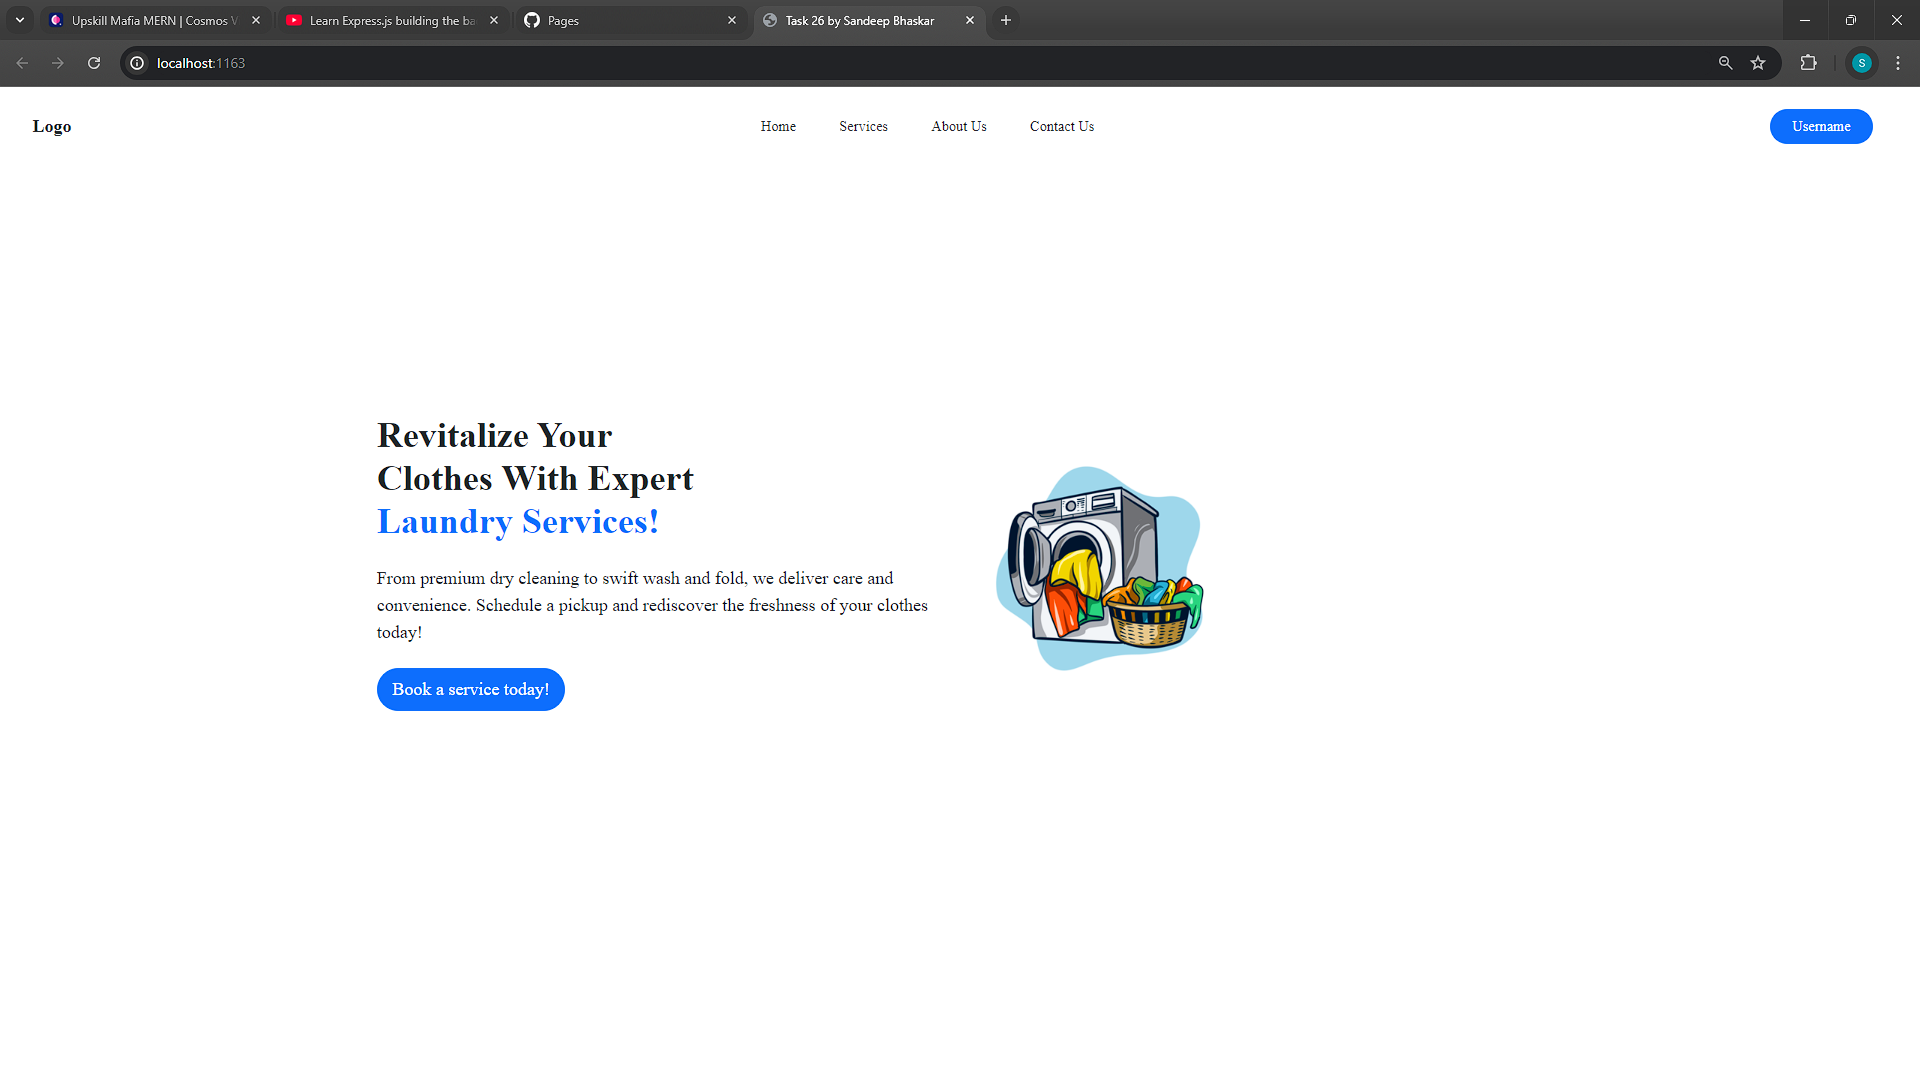 Upskill Mafia MERN | Cosmos V
Learn Express.js building the ba
Pages
Task 26 by Sandeep Bhaskar
localhost:1163
S
Logo
Home
Services
About Us
Contact Us
Username
Revitalize Your
Clothes With Expert
Laundry Services!
From premium dry cleaning to swift wash and fold, we deliver care and
convenience. Schedule a pickup and rediscover the freshness of your clothes
today!
Book a service today!